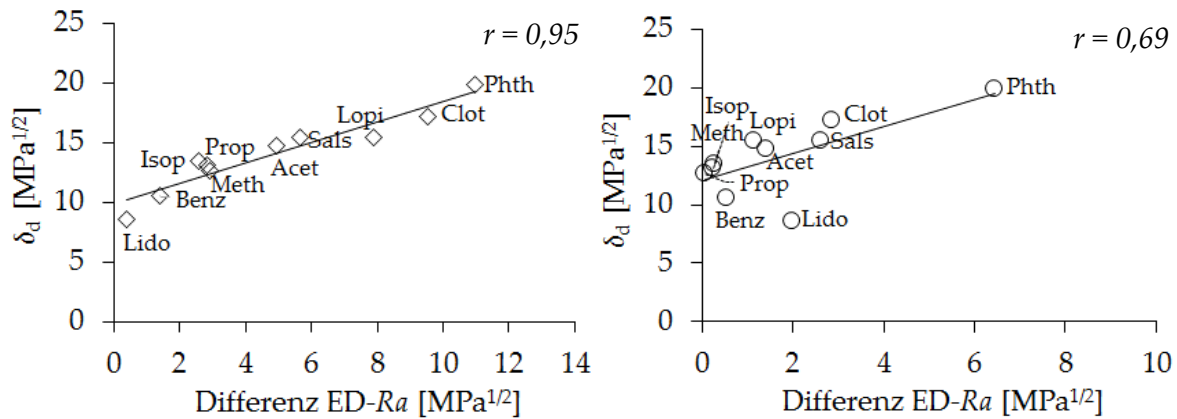 r = 0,95
25
20
15
10
5
0
δd [MPa1/2]
Phth
Clot
Lopi
Sals
Acet
Isop
Prop
Meth
Benz
Lido
0 2 4 6 8 10 12 14
Differenz ED-Ra [MPa1/2]
r = 0,69
25
20
15
10
5
0
δd [MPa1/2]
Phth
Isop
Clot
Meth
Lopi
Sals
Acet
Prop
Benz
Lido
0 2 4 6 8 10
Differenz ED-Ra [MPa1/2]